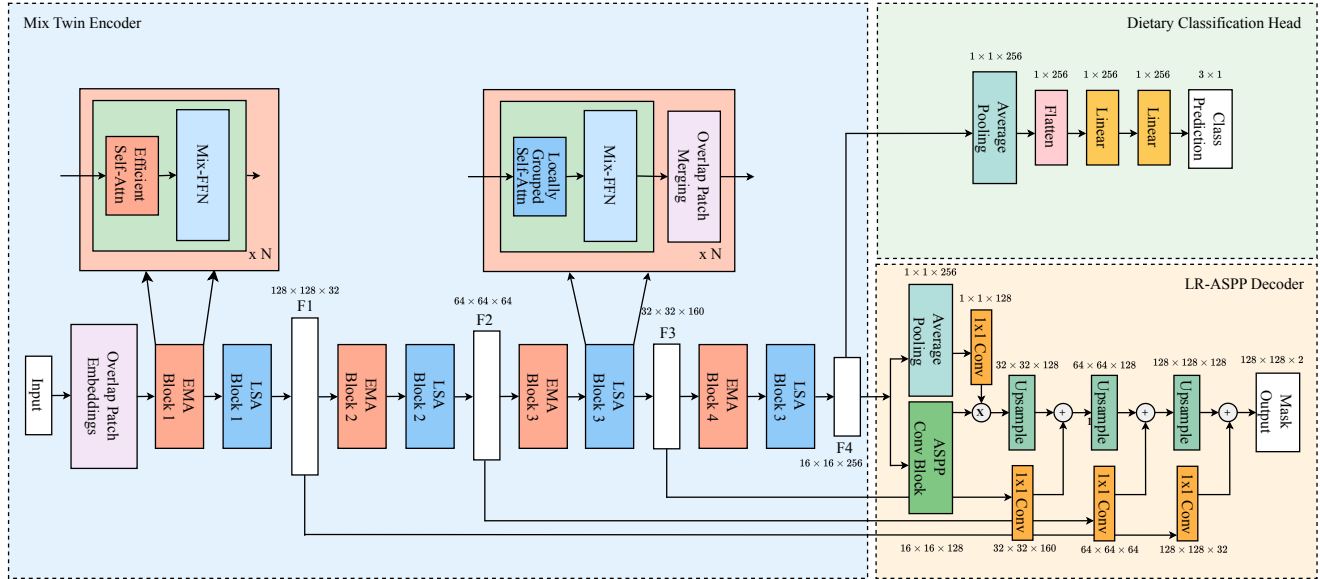 Mix Twin Encoder
Efficient
Self-Attn
Mix-FFN
x N
Locally
Grouped
Self-Attn
Mix-FFN
Overlap Patch
Merging
x N
Input
Overlap Patch
Embeddings
EMA
Block 1
LSA
Block 1
128 × 128 × 32
F1
EMA
Block 2
LSA
Block 2
64 × 64 × 64
F2
EMA
Block 3
LSA
Block 3
32 × 32 × 160
F3
EMA
Block 4
LSA
Block 3
F4
16 × 16 × 256
Dietary Classification Head
1 × 1 × 256
Average
Pooling
1 × 256
Flatten
1 × 256
Linear
1 × 256
Linear
3 × 1
Class
Prediction
LR-ASPP Decoder
1 × 1 × 256
Average
Pooling
1 × 1 × 128
1x1 Conv
ASPP
Conv Block
16 × 16 × 128
x
32 × 32 × 128
Upsample
+
64 × 64 × 128
Upsample
+
128 × 128 × 128
Upsample
+
128 × 128 × 2
Mask
Output
1x1 Conv
32 × 32 × 160
1x1 Conv
64 × 64 × 64
1x1 Conv
128 × 128 × 32